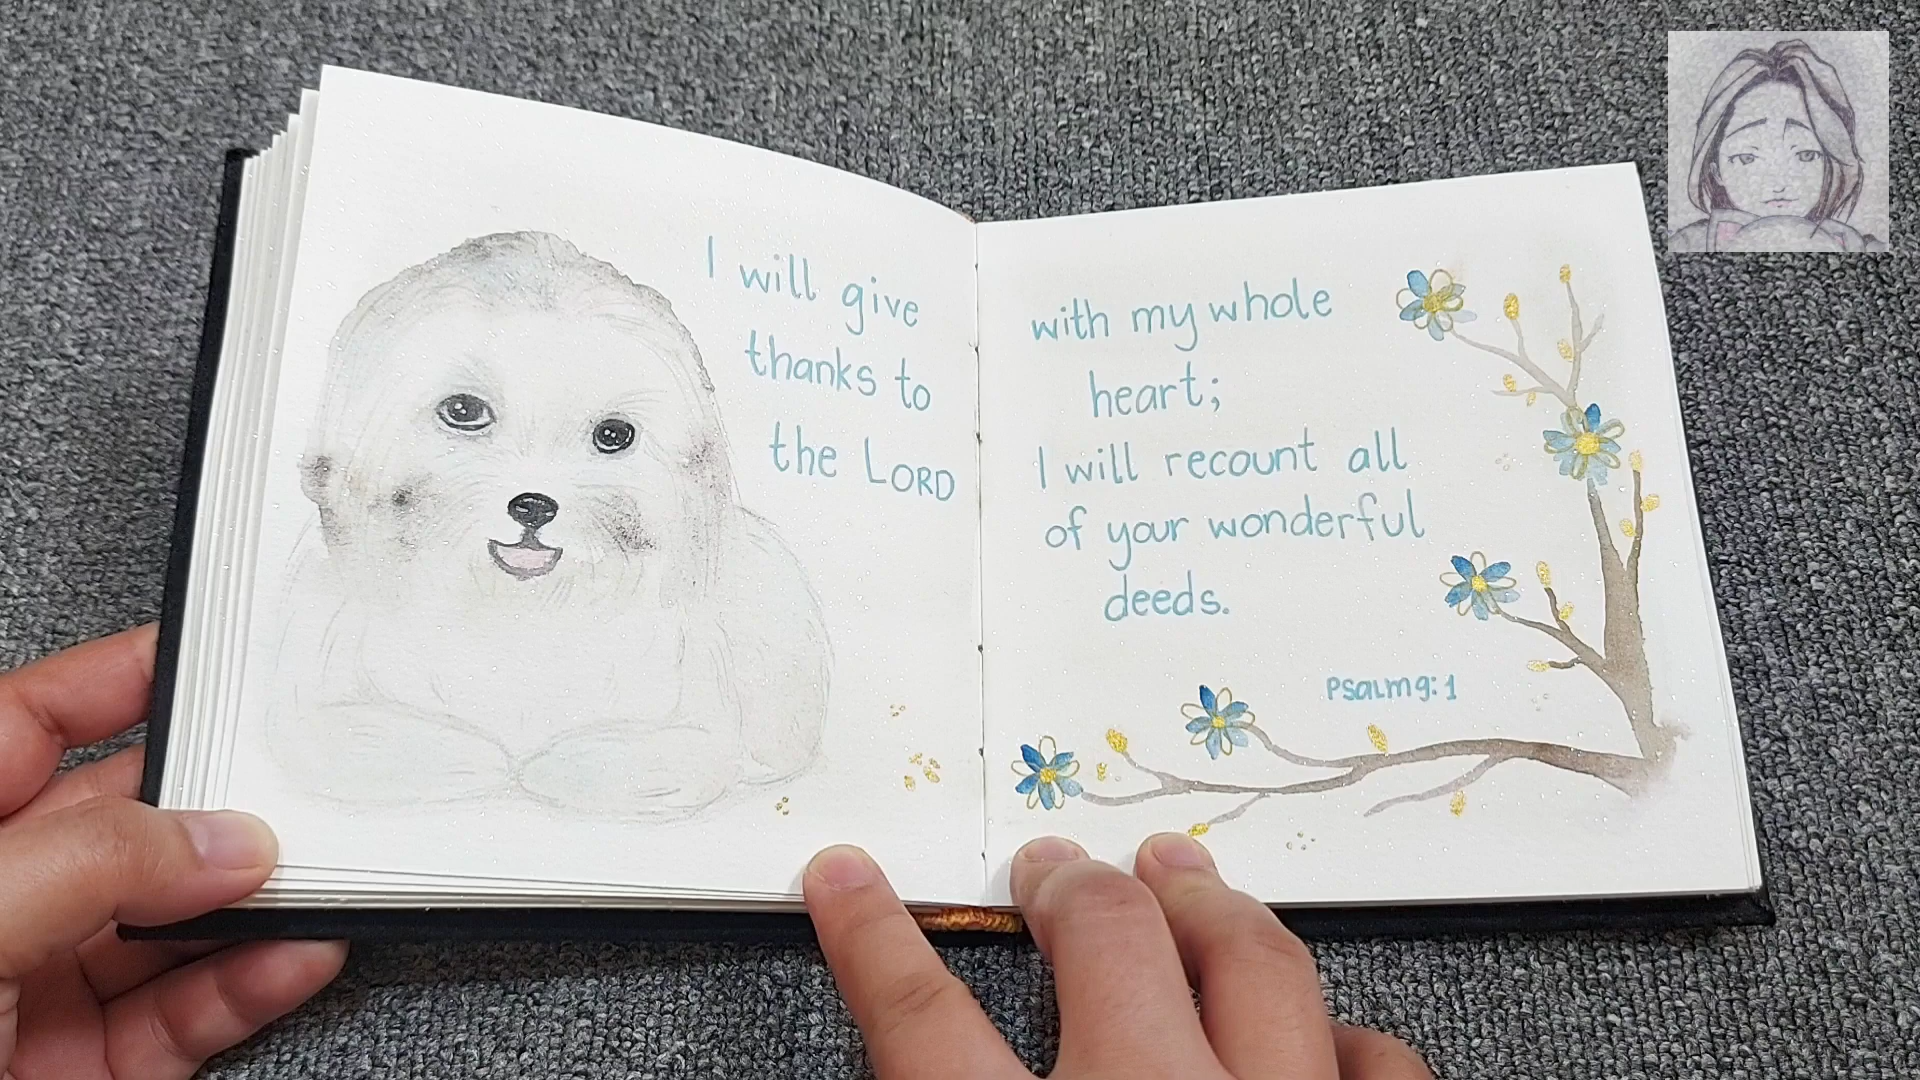 I will give
thanks to
the LORD
with my whole
heart;
I will recount all
of your wonderful
deeds.
Psalm 9:1